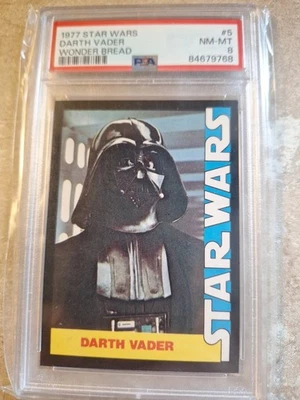 1977 STAR WARS #5
DARTH VADER NM-MT
WONDER BREAD PSA 8
84679768
STAR WARS
DARTH VADER